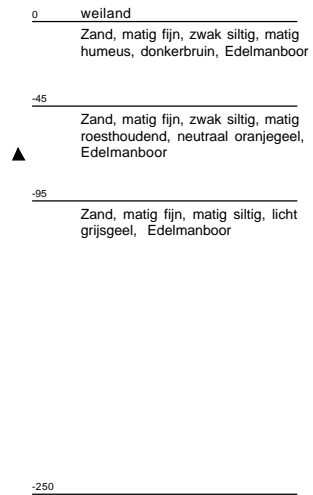 0 weiland
Zand, matig fijn, zwak siltig, matig
humeus, donkerbruin, Edelmanboor
-45
Zand, matig fijn, zwak siltig, matig
roesthoudend, neutraal oranjegeel,
Edelmanboor
-95
Zand, matig fijn, matig siltig, licht
grijsgeel, Edelmanboor
-250